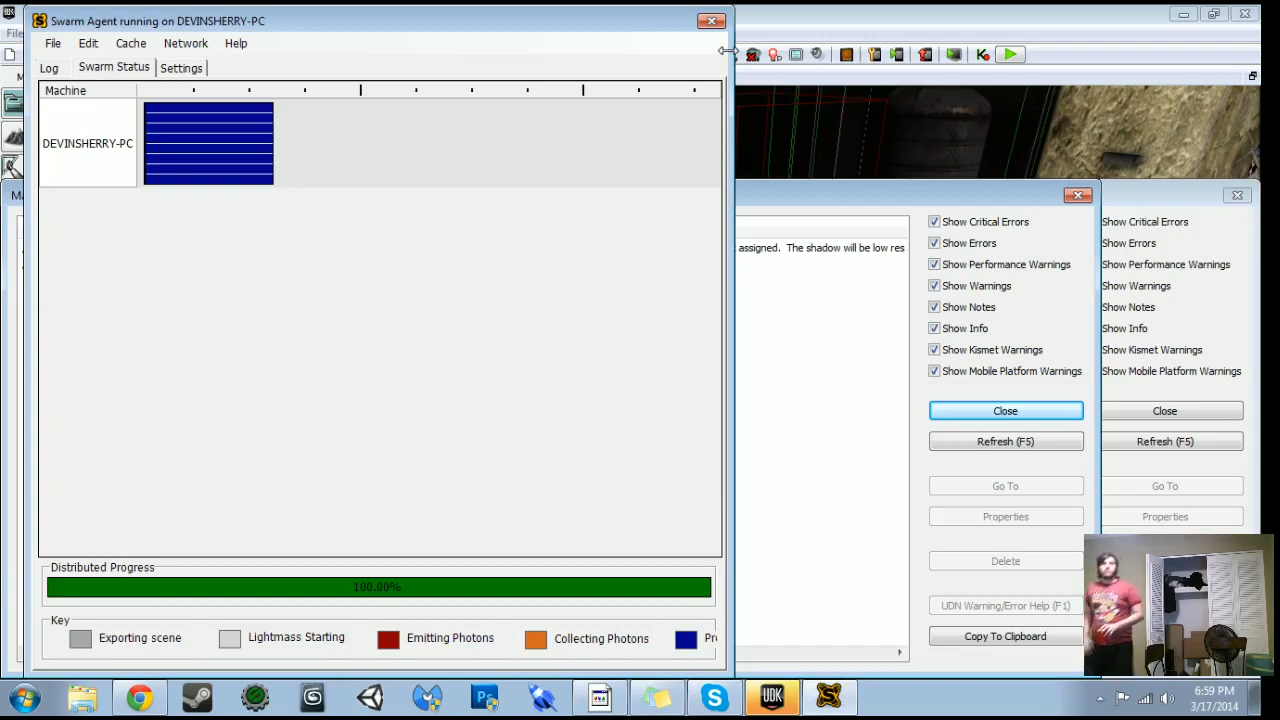 Swarm Agent running on DEVINSHERRY-PC
File Edit Cache Network Help
Log Swarm Status Settings
Machine
DEVINSHERRY-PC
assigned. The shadow will be low res
Show Critical Errors
Show Errors
Show Performance Warnings
Show Warnings
Show Notes
Show Info
Show Kismet Warnings
Show Mobile Platform Warnings
Close
Refresh (F5)
Go To
Properties
Delete
UDN Warning/Error Help (F1)
Copy To Clipboard
Show Critical Errors
Show Errors
Show Performance Warnings
Show Warnings
Show Notes
Show Info
Show Kismet Warnings
Show Mobile Platform Warnings
Close
Refresh (F5)
Go To
Properties
Distributed Progress
100.00%
Key
Exporting scene Lightmass Starting Emitting Photons Collecting Photons Pr
6:59 PM
3/17/2014